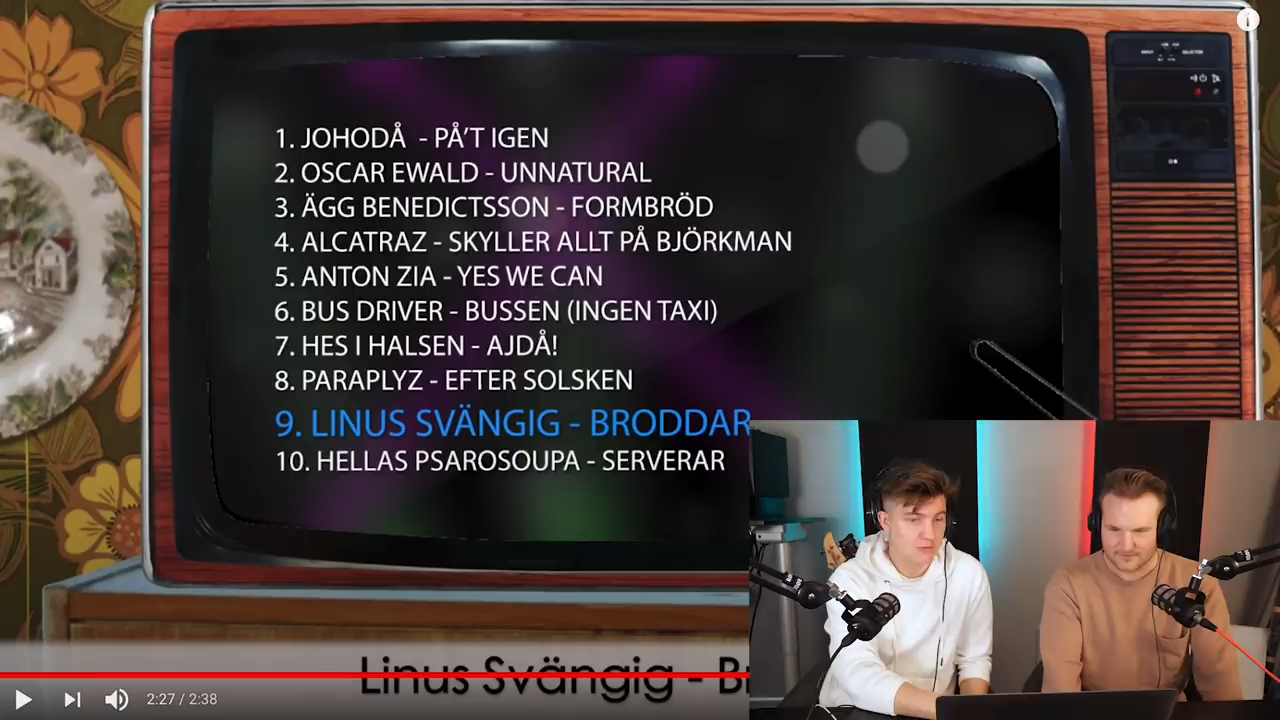 1. JOHODÅ - PÅ'T IGEN
2. OSCAR EWALD - UNNATURAL
3. ÄGG BENEDICTSSON - FORMBRÖD
4. ALCATRAZ - SKYLLER ALLT PÅ BJÖRKMAN
5. ANTON ZIA - YES WE CAN
6. BUS DRIVER - BUSSEN (INGEN TAXI)
7. HES I HALSEN - AJDÅ!
8. PARAPLYZ - EFTER SOLSKEN
9. LINUS SVÄNGIG - BRODDAR
10. HELLAS PSAROSOUPA - SERVERAR
Linus Svängig - Br
2:27 / 2:38